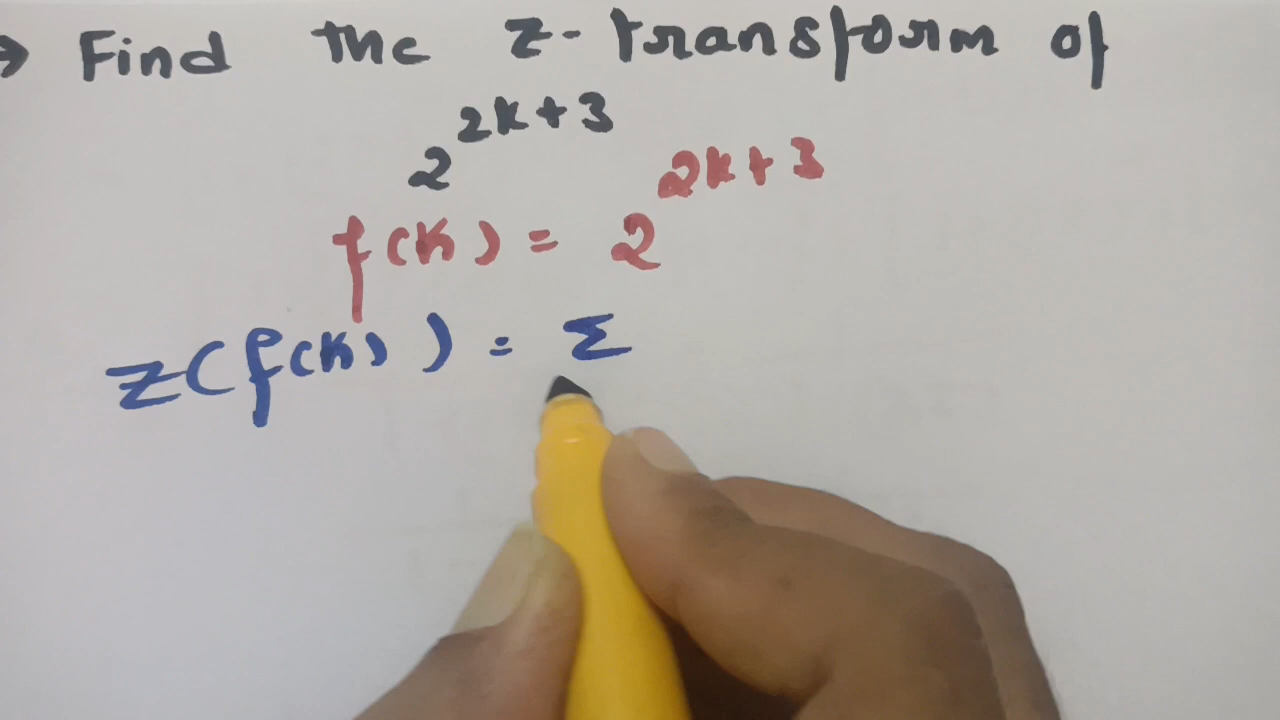 → Find the z-transform of
2^{2k+3}
f(k) = 2^{2k+3}
z(f(k)) = Σ